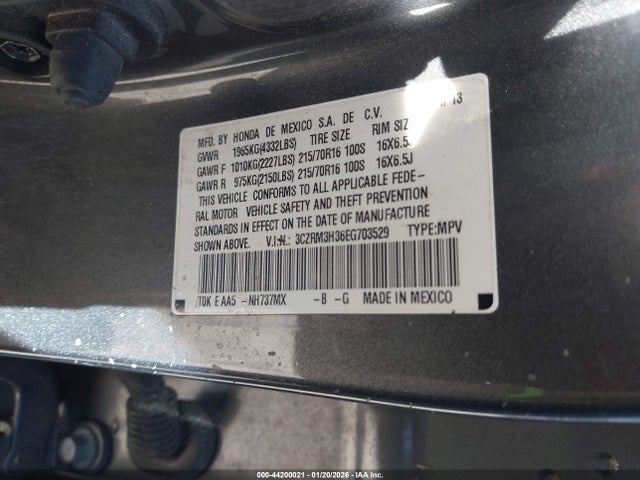 13
MFD. BY HONDA DE MEXICO S.A. DE C.V.
GVWR 1965KG(4332LBS) TIRE SIZE RIM SIZE
GAWR F 1010KG(2227LBS) 215/70R16 100S 16X6.5J
GAWR R 975KG(2150LBS) 215/70R16 100S 16X6.5J
THIS VEHICLE CONFORMS TO ALL APPLICABLE FEDE-
RAL MOTOR VEHICLE SAFETY AND THEFT PREVENTION
STANDARDS IN EFFECT ON THE DATE OF MANUFACTURE
SHOWN ABOVE. V.I.N.: 3CZRM3H36EG703529 TYPE:MPV
TDK E AA5 -NH737MX -B -G MADE IN MEXICO
000-44200021 - 01/20/2026 - IAA Inc.